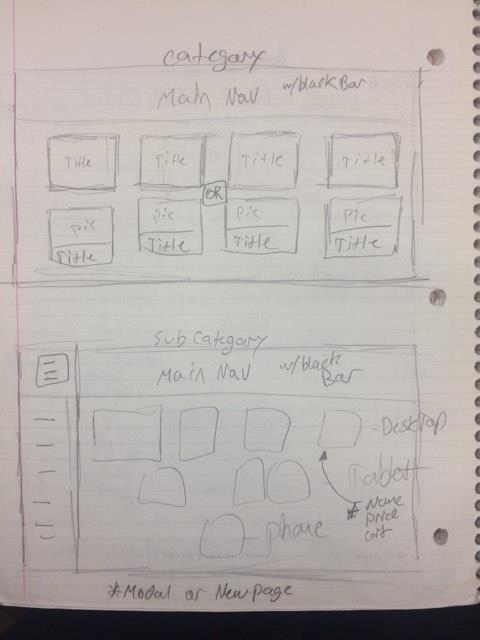 Category
Main Nav w/black Bar
Title Title Title Title
OR
Pic Pic Pic Pic
Title Title Title Title
Sub Category
Main Nav w/black
Bar
Desktop
Tablet
* Name
Price
cart
phone
*Modal or New page